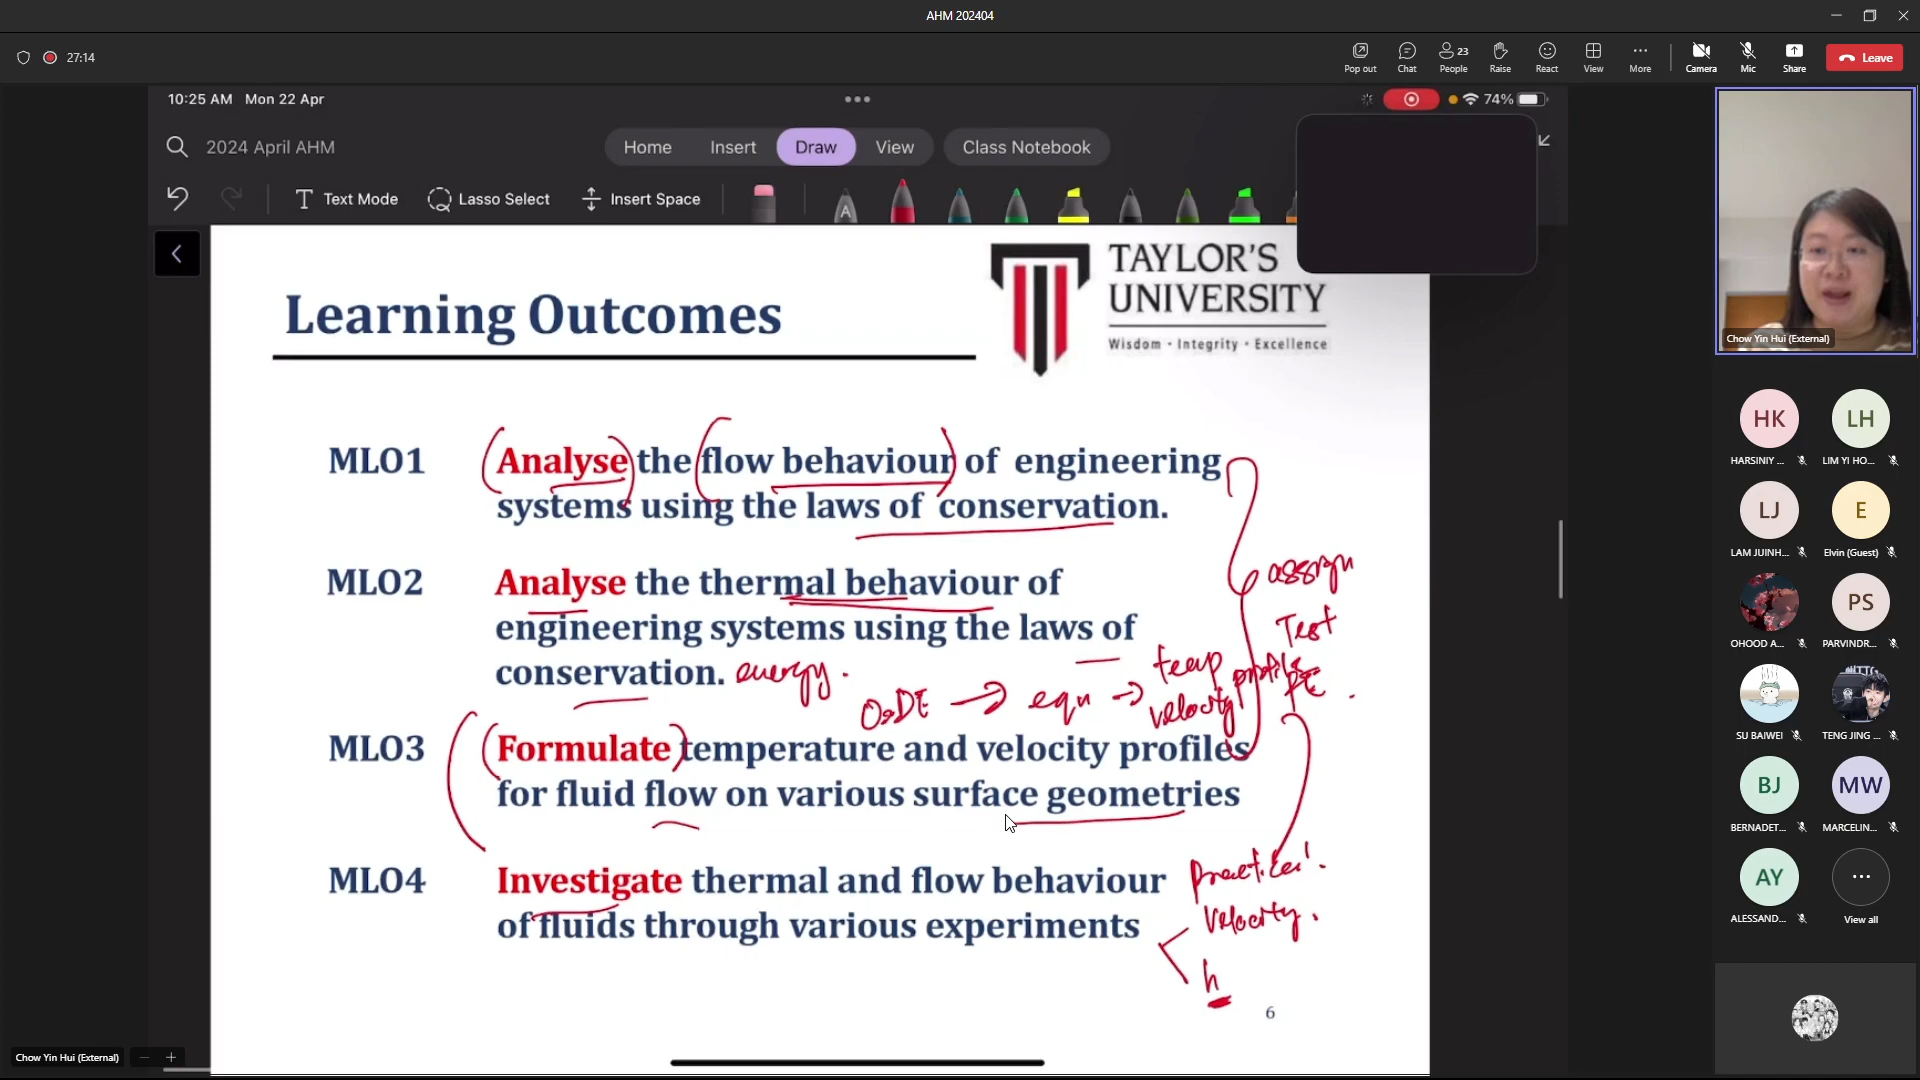 AHM 202404
27:14
Pop out
Chat
23
People
Raise
React
View
More
Camera
Mic
Share
Leave
10:25 AM Mon 22 Apr
74%
2024 April AHM
Home
Insert
Draw
View
Class Notebook
Text Mode
Lasso Select
Insert Space
A
Learning Outcomes
TAYLOR'S
UNIVERSITY
Wisdom · Integrity · Excellence
MLO1 Analyse the flow behaviour of engineering
systems using the laws of conservation.
assign
Test
MLO2 Analyse the thermal behaviour of
engineering systems using the laws of
conservation. energy.
ODE → equ → temp profile
velocity
MLO3 Formulate temperature and velocity profiles
for fluid flow on various surface geometries
MLO4 Investigate thermal and flow behaviour
of fluids through various experiments
Practical.
velocity.
h
6
Chow Yin Hui (External)
HK
HARSINIY ...
LH
LIM YI HO...
LJ
LAM JUINH...
E
Elvin (Guest)
OHOOD A...
PS
PARVINDR...
SU BAIWEI
TENG JING ...
BJ
BERNADET...
MW
MARCELIN...
AY
ALESSAND...
View all
Chow Yin Hui (External)